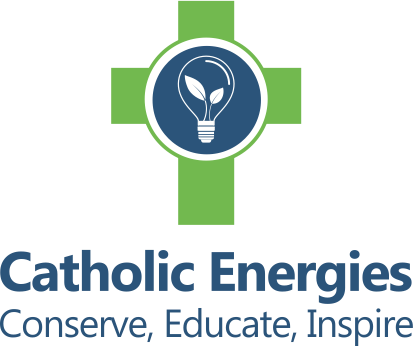 Catholic Energies
Conserve, Educate, Inspire